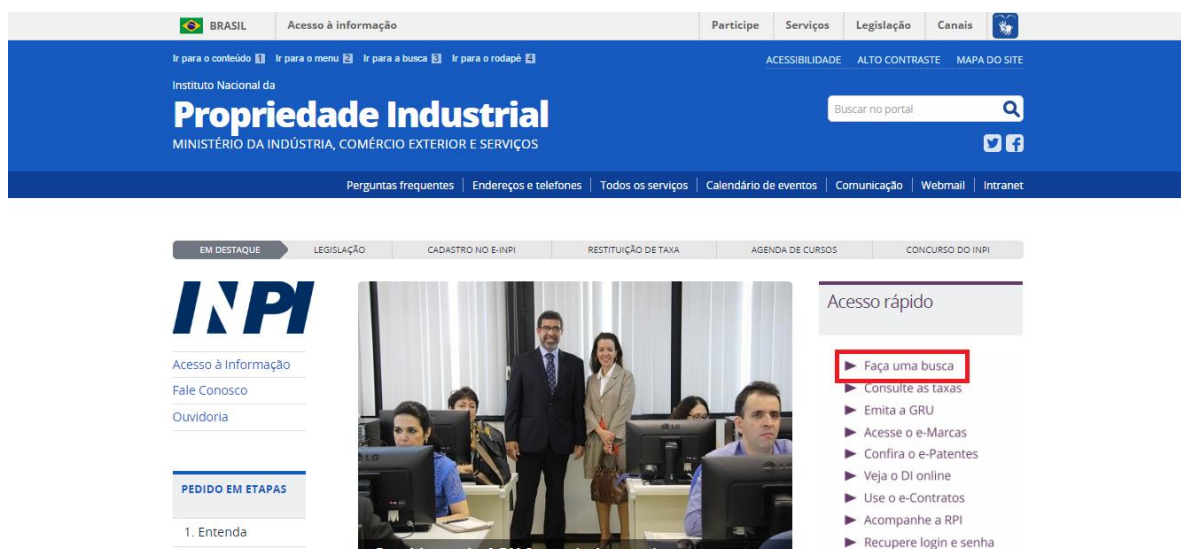 BRASIL Acesso à informação Participe Serviços Legislação Canais
Ir para o conteúdo 1 Ir para o menu 2 Ir para a busca 3 Ir para o rodapé 4 ACESSIBILIDADE ALTO CONTRASTE MAPA DO SITE
Instituto Nacional da
Propriedade Industrial
Buscar no portal
MINISTÉRIO DA INDÚSTRIA, COMÉRCIO EXTERIOR E SERVIÇOS
Perguntas frequentes Endereços e telefones Todos os serviços Calendário de eventos Comunicação Webmail Intranet
EM DESTAQUE LEGISLAÇÃO CADASTRO NO E-INPI RESTITUIÇÃO DE TAXA AGENDA DE CURSOS CONCURSO DO INPI
INPI
Acesso à Informação
Fale Conosco
Ouvidoria
PEDIDO EM ETAPAS
1. Entenda
LG
Acesso rápido
Faça uma busca
Consulte as taxas
Emita a GRU
Acesse o e-Marcas
Confira o e-Patentes
Veja o DI online
Use o e-Contratos
Acompanhe a RPI
Recupere login e senha